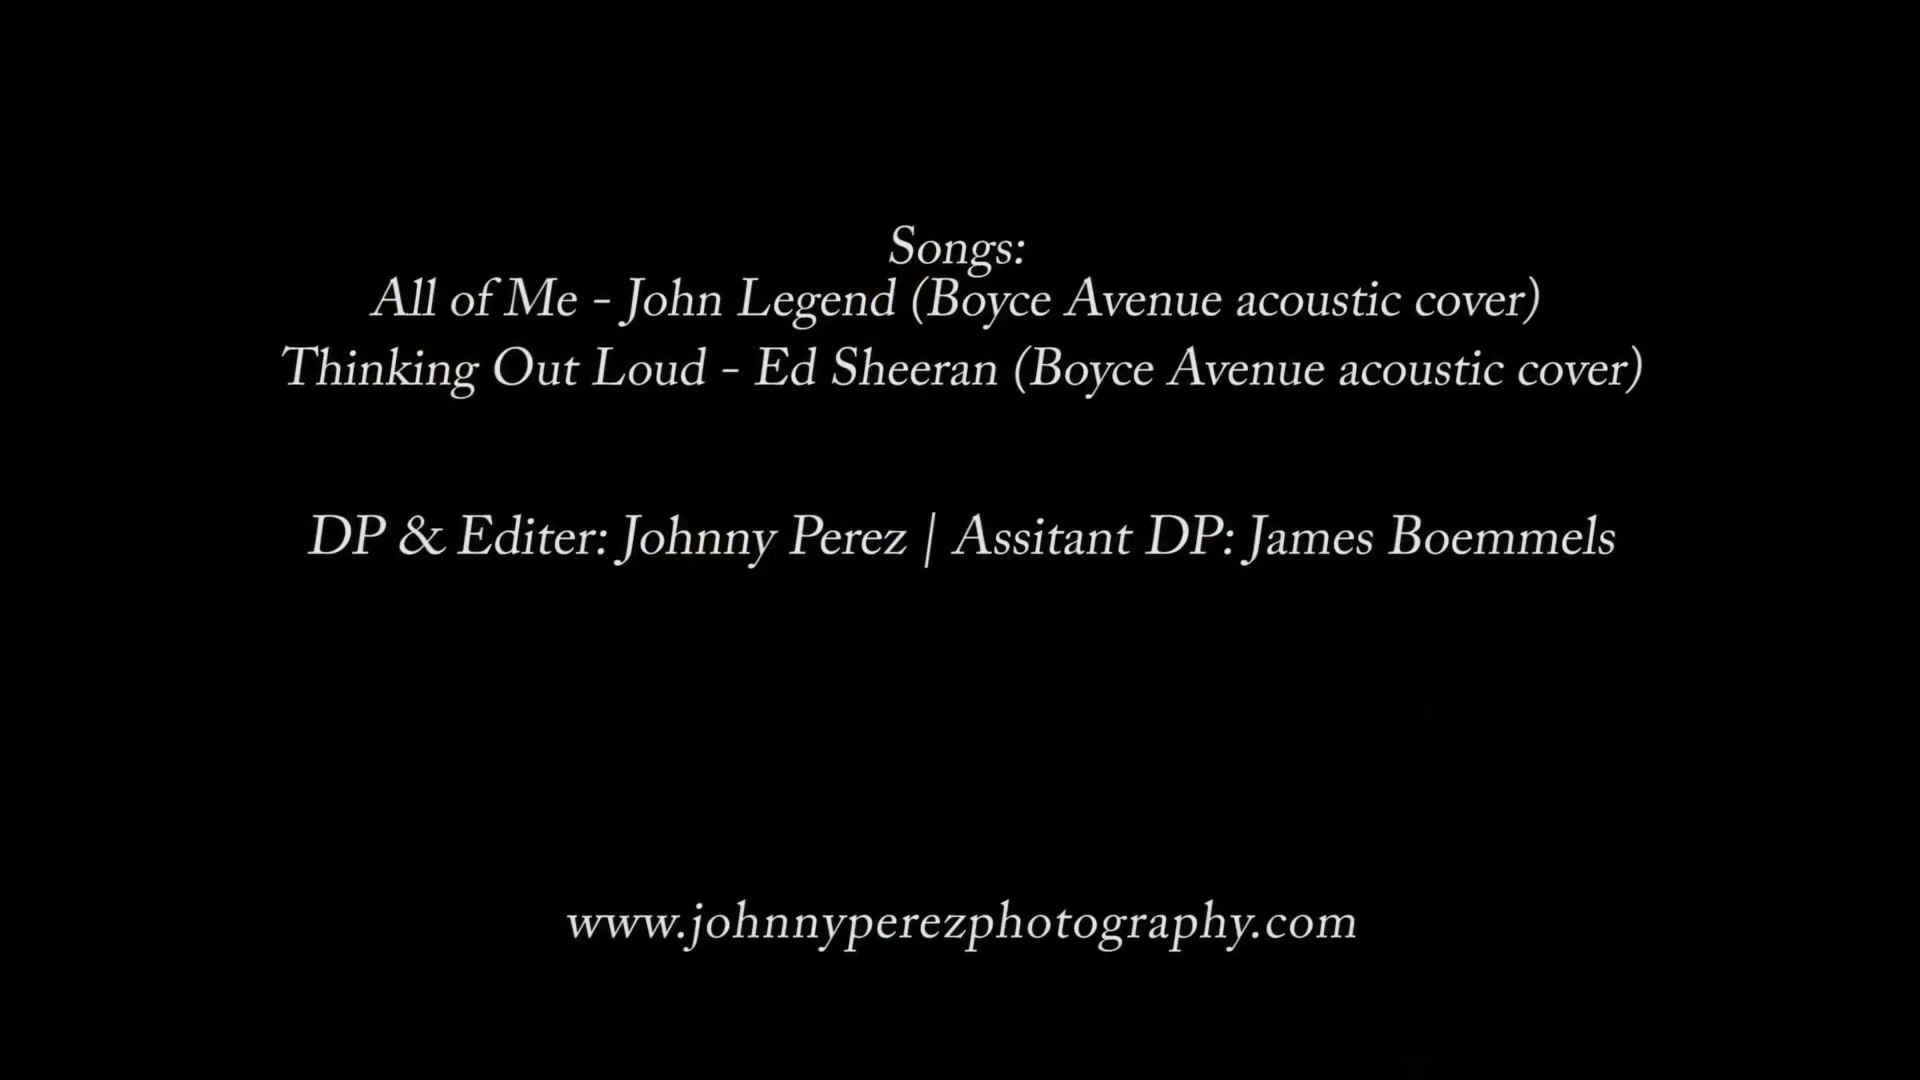 Songs:
All of Me - John Legend (Boyce Avenue acoustic cover)
Thinking Out Loud - Ed Sheeran (Boyce Avenue acoustic cover)
DP & Editer: Johnny Perez | Assitant DP: James Boemmels
www.johnnyperezphotography.com